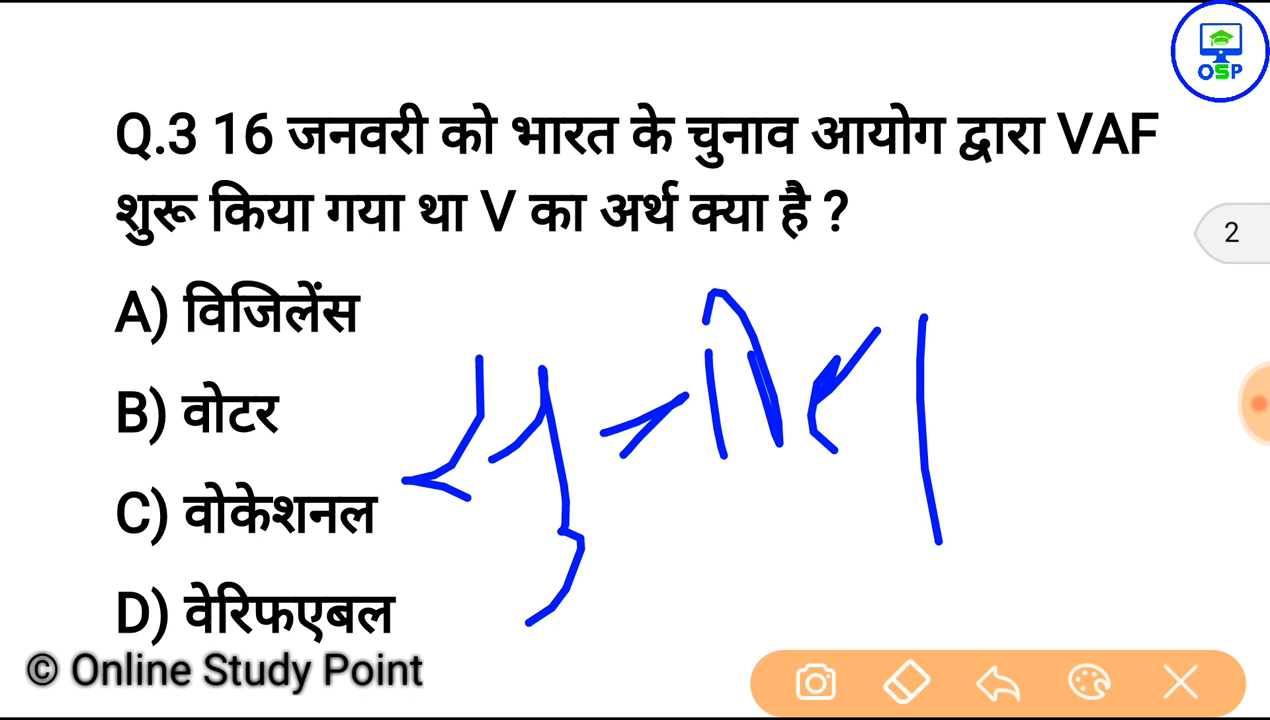 OSP
Q.3 16 जनवरी को भारत के चुनाव आयोग द्वारा VAF
शुरू किया गया था V का अर्थ क्या है ?
2
A) विजिलेंस
B) वोटर
C) वोकेशनल
D) वेरिफएबल
© Online Study Point